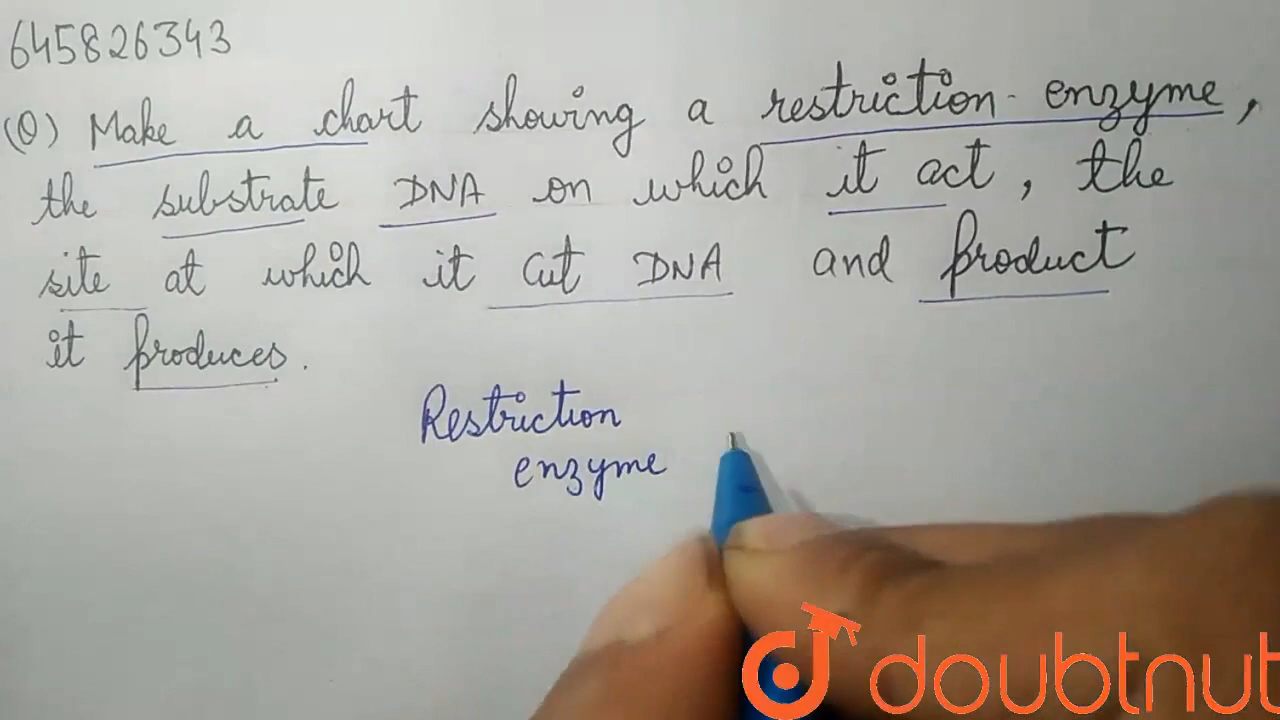 645826343
(Q) Make a chart showing a restriction enzyme,
the substrate DNA on which it act, the
site at which it cut DNA and product
it produces.
Restriction
enzyme
doubtnut